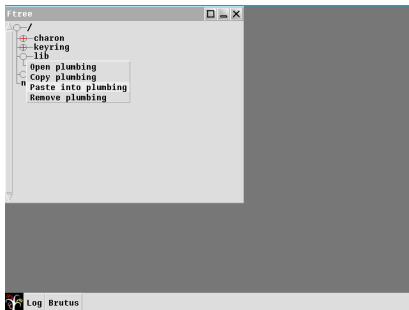 Ftree
/
charon
keyring
lib
Open plumbing
Copy plumbing
Paste into plumbing
Remove plumbing
n
Log Brutus